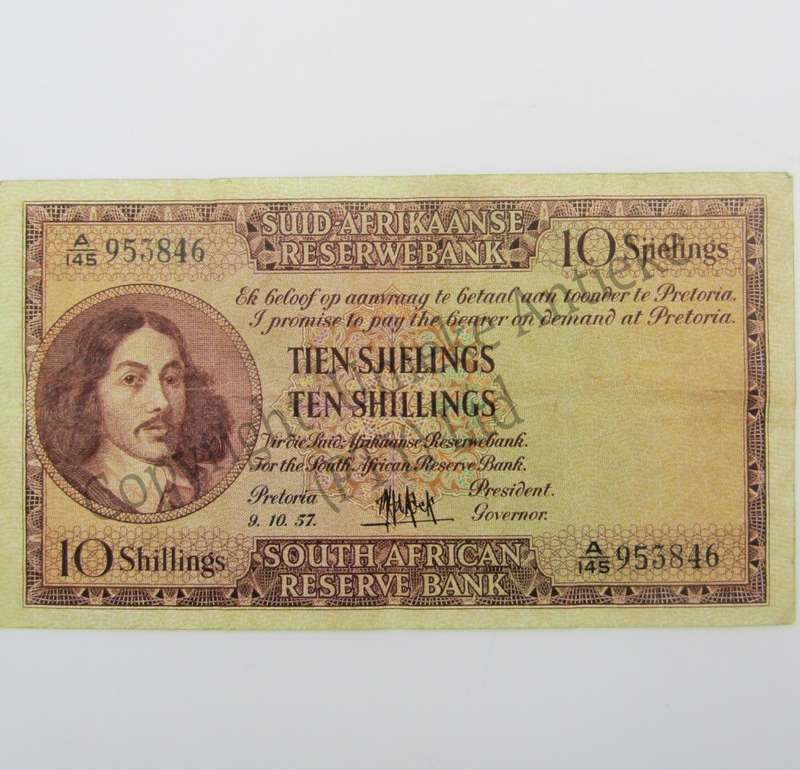 SUID-AFRIKAANSE
RESERWEBANK
A/145 953846
10 Sjielings
Ek beloof op aanvraag te betaal aan toonder te Pretoria.
I promise to pay the bearer on demand at Pretoria.
TIEN SJIELINGS
TEN SHILLINGS
Vir die Suid-Afrikaanse Reserwebank.
For the South African Reserve Bank.
Pretoria
9. 10. 57.
President.
Governor.
10 Shillings
SOUTH AFRICAN
RESERVE BANK
A/145 953846
Copyright
Ltd